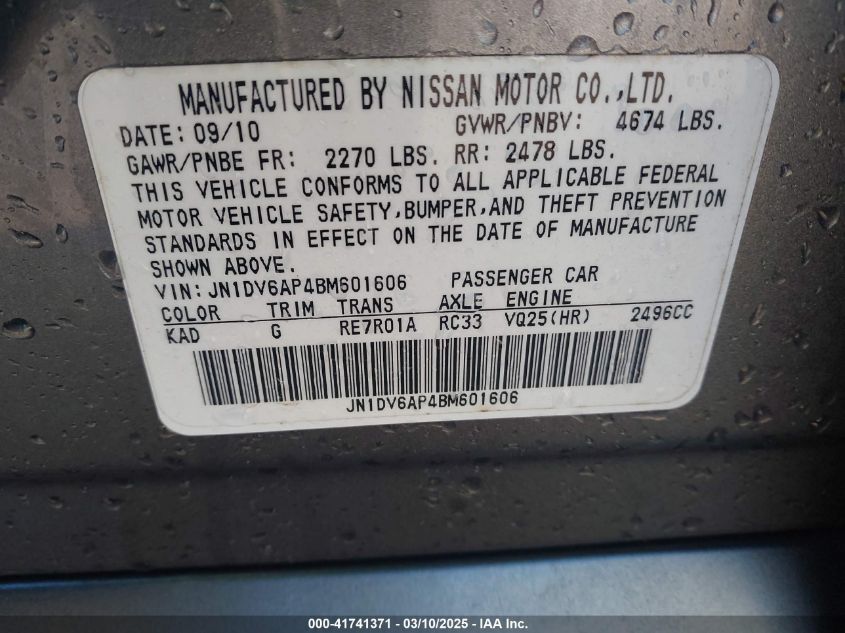 MANUFACTURED BY NISSAN MOTOR CO.,LTD.
DATE: 09/10 GVWR/PNBV: 4674 LBS.
GAWR/PNBE FR: 2270 LBS. RR: 2478 LBS.
THIS VEHICLE CONFORMS TO ALL APPLICABLE FEDERAL
MOTOR VEHICLE SAFETY,BUMPER,AND THEFT PREVENTION
STANDARDS IN EFFECT ON THE DATE OF MANUFACTURE
SHOWN ABOVE.
VIN: JN1DV6AP4BM601606 PASSENGER CAR
COLOR TRIM TRANS AXLE ENGINE
KAD G RE7R01A RC33 VQ25(HR) 2496CC
JN1DV6AP4BM601606
000-41741371 - 03/10/2025 - IAA Inc.